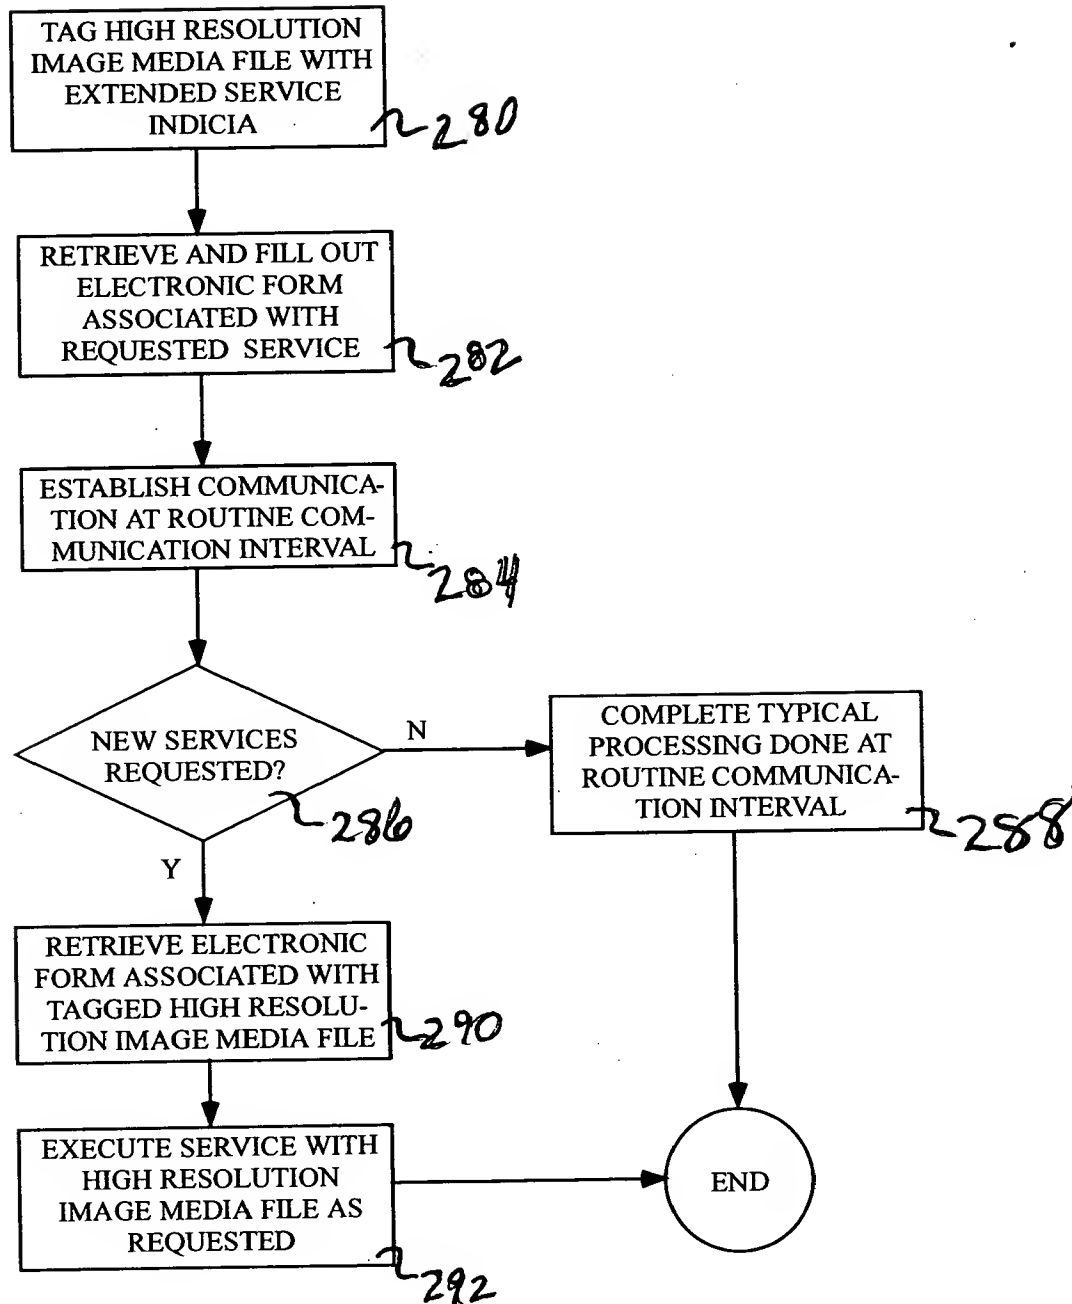 TAG HIGH RESOLUTION
IMAGE MEDIA FILE WITH
EXTENDED SERVICE
INDICIA
280
RETRIEVE AND FILL OUT
ELECTRONIC FORM
ASSOCIATED WITH
REQUESTED SERVICE
282
ESTABLISH COMMUNICA-
TION AT ROUTINE COM-
MUNICATION INTERVAL
284
NEW SERVICES
REQUESTED?
286
N
COMPLETE TYPICAL
PROCESSING DONE AT
ROUTINE COMMUNICA-
TION INTERVAL
288
Y
RETRIEVE ELECTRONIC
FORM ASSOCIATED WITH
TAGGED HIGH RESOLU-
TION IMAGE MEDIA FILE
290
EXECUTE SERVICE WITH
HIGH RESOLUTION
IMAGE MEDIA FILE AS
REQUESTED
292
END